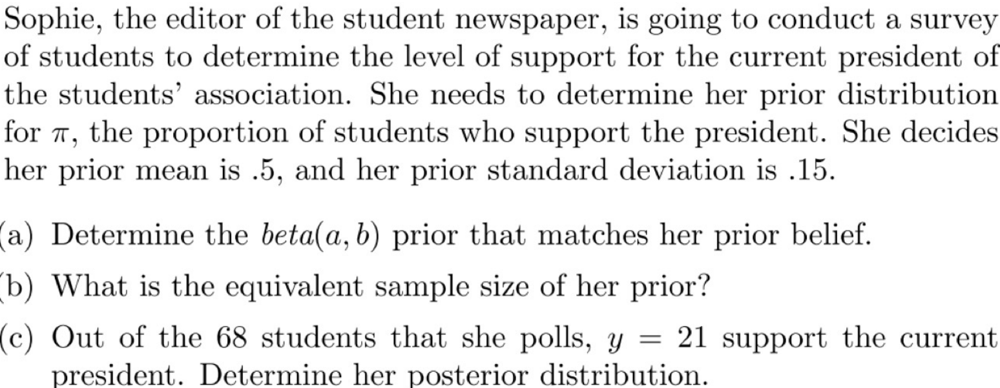 Sophie, the editor of the student newspaper, is going to conduct a survey
of students to determine the level of support for the current president of
the students’ association. She needs to determine her prior distribution
for π, the proportion of students who support the president. She decides
her prior mean is .5, and her prior standard deviation is .15.
(a) Determine the beta(a, b) prior that matches her prior belief.
(b) What is the equivalent sample size of her prior?
(c) Out of the 68 students that she polls, y = 21 support the current
president. Determine her posterior distribution.